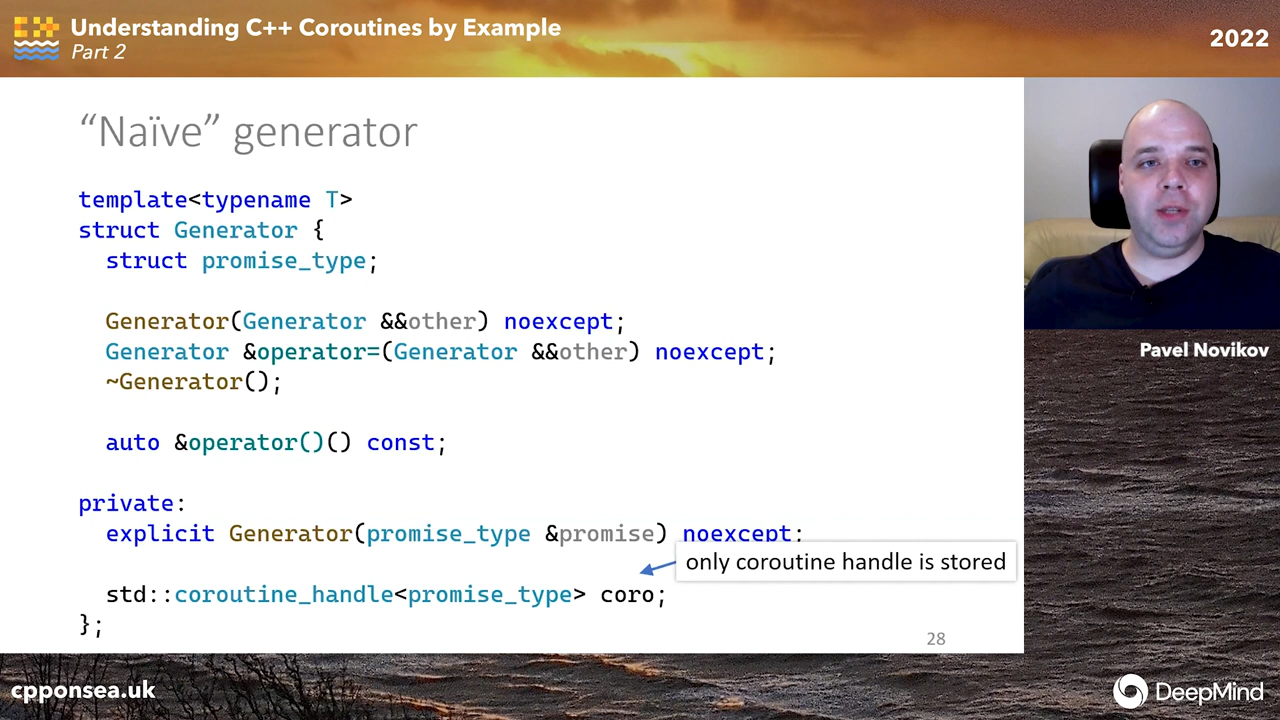 Understanding C++ Coroutines by Example
Part 2
2022
“Naïve” generator
template<typename T>
struct Generator {
struct promise_type;
Generator(Generator &&other) noexcept;
Generator &operator=(Generator &&other) noexcept;
~Generator();
auto &operator()() const;
private:
explicit Generator(promise_type &promise) noexcept;
only coroutine handle is stored
std::coroutine_handle<promise_type> coro;
};
28
Pavel Novikov
cpponsea.uk
DeepMind